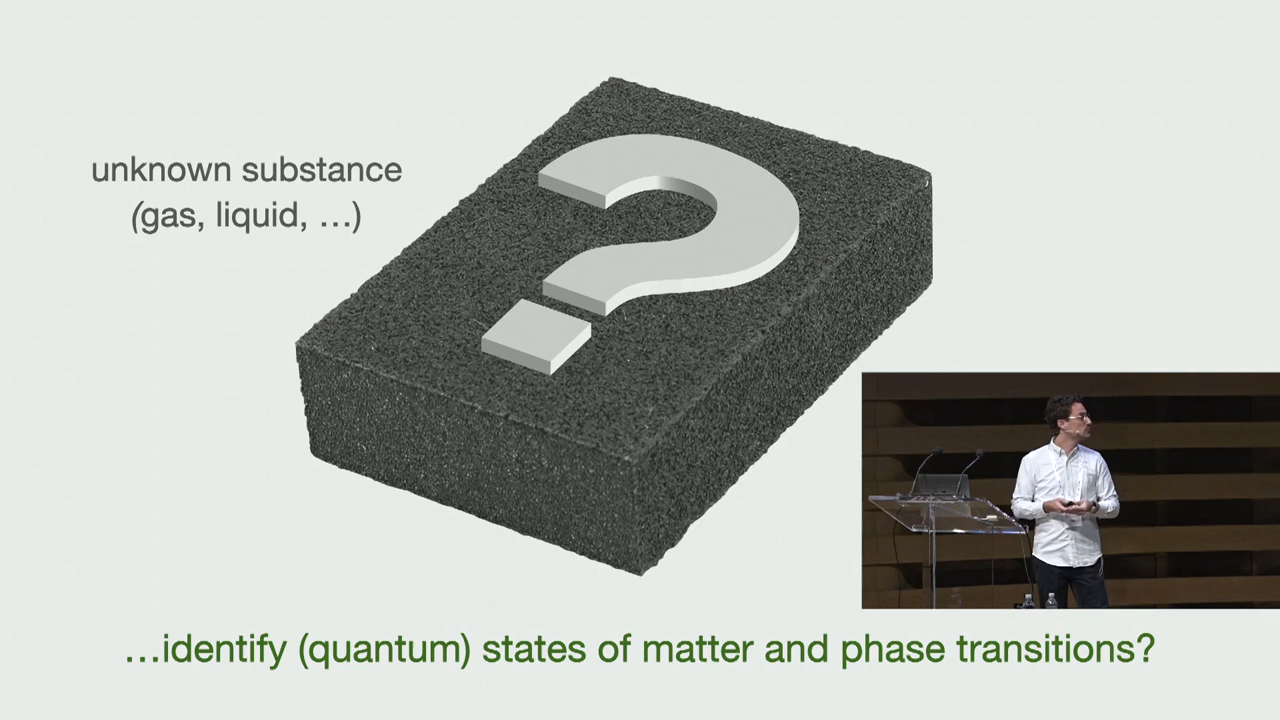 unknown substance
(gas, liquid, …)
?
…identify (quantum) states of matter and phase transitions?